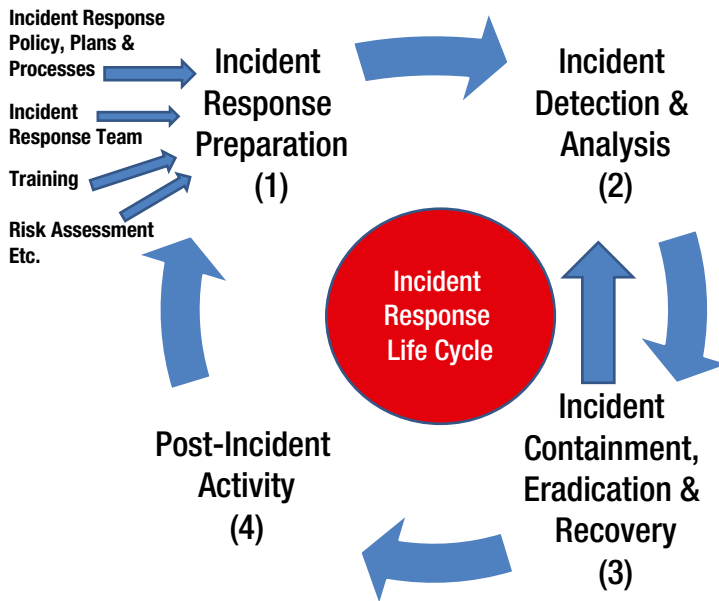 Incident Response
Policy, Plans &
Processes
Incident
Response Team
Training
Risk Assessment
Etc.
Incident
Response
Preparation
(1)
Incident
Detection &
Analysis
(2)
Incident
Response
Life Cycle
Incident
Containment,
Eradication &
Recovery
(3)
Post-Incident
Activity
(4)